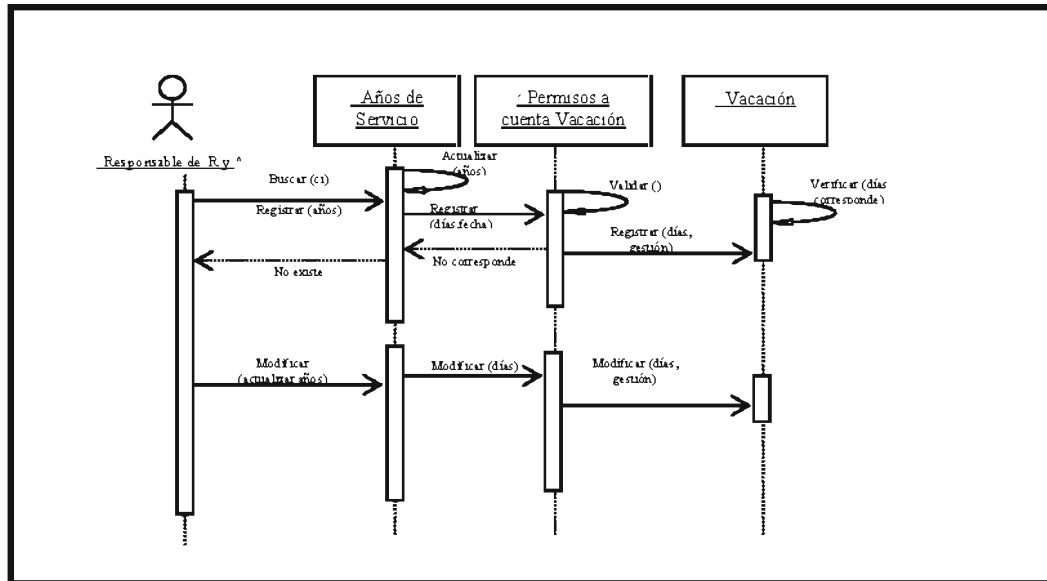 Años de
Servicio
: Permisos a
cuenta Vacación
Vacación
Responsable de R y
Buscar (ci)
Registrar (años)
Actualizar
(años)
Registrar
(días,fecha)
Validar ()
Verificar (días
corresponde)
Registrar (días,
gestión)
No corresponde
No existe
Modificar
(actualizar años)
Modificar (días)
Modificar (días,
gestión)